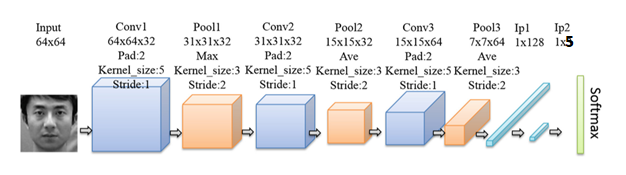 Input
64x64
Conv1
64x64x32
Pad:2
Kernel_size:5
Stride:1
Pool1
31x31x32
Max
Kernel_size:3
Stride:2
Conv2
31x31x32
Pad:2
Kernel_size:5
Stride:1
Pool2
15x15x32
Ave
Kernel_size:3
Stride:2
Conv3
15x15x64
Pad:2
Kernel_size:5
Stride:1
Pool3
7x7x64
Ave
Kernel_size:3
Stride:2
Ip1
1x128
Ip2
1x5
Softmax